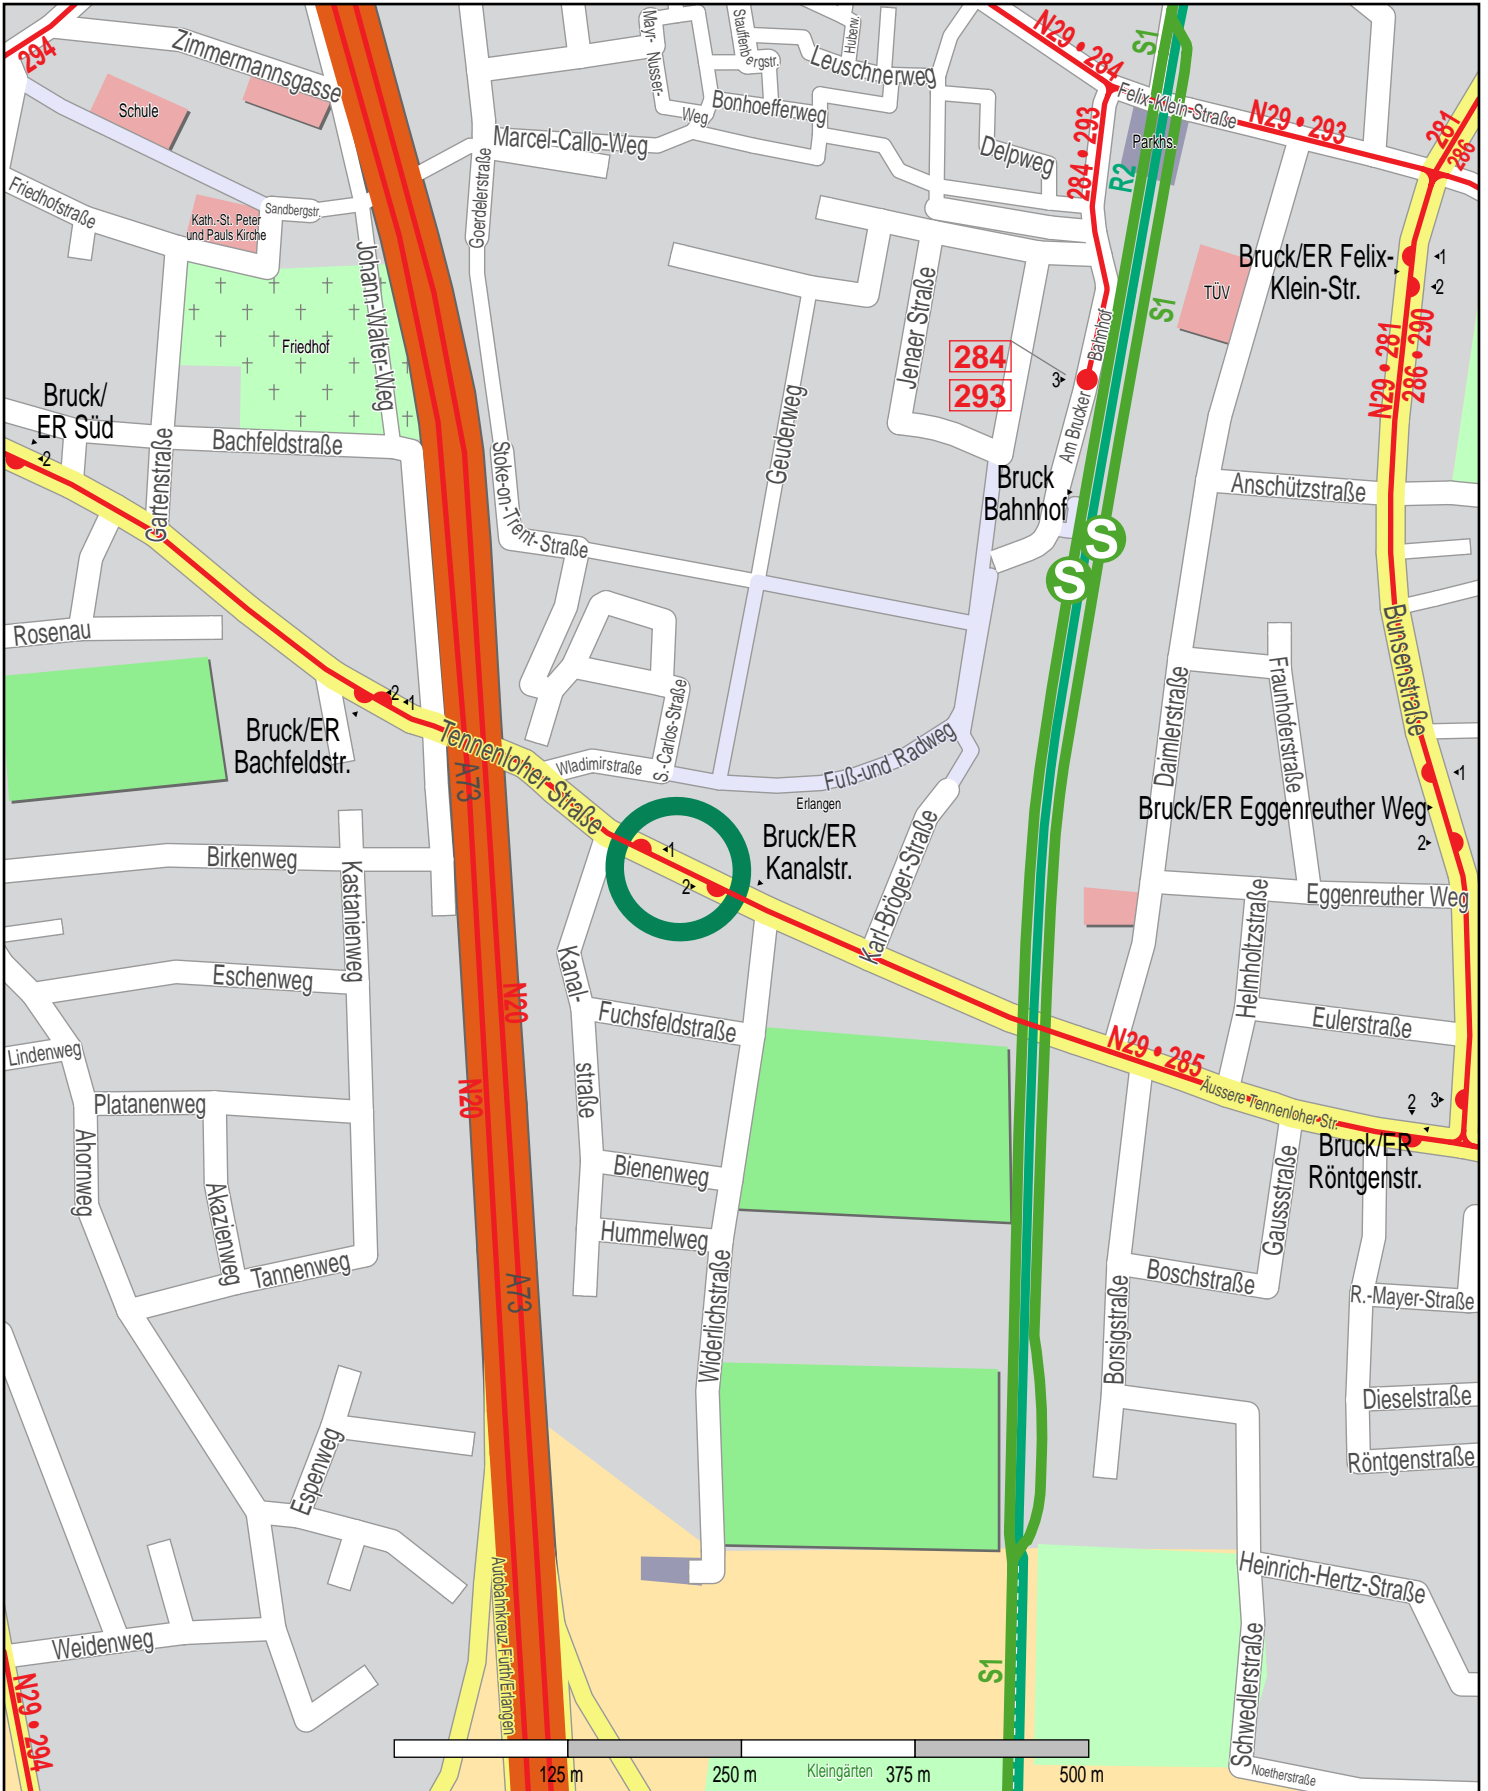 294
Zimmermannsgasse
Schule
Friedhofstraße
Kath.-St. Peter
und Pauls Kirche
Sandbergstr.
Friedhof
Johann-Walter-Weg
Goerdelerstraße
Marcel-Callo-Weg
Mayr-
Nusser-
Weg
Stauffenbergstr.
Huberw.
Leuschnerweg
Bonhoefferweg
Delpweg
N29 • 284
S1
Felix-Klein-Straße
N29 • 293
281
286
284 • 293
Parkhs.
R2
S1
TÜV
Bruck/ER Felix-
Klein-Str.
1
2
N29 • 281
286 • 290
Jenaer Straße
284
293
3
Am Brucker
Bahnhof
Geuderweg
Bruck/
ER Süd
2
Bachfeldstraße
Gartenstraße
Stoke-on-Trent-Straße
Bruck
Bahnhof
S
S
Anschützstraße
Rosenau
Bunsenstraße
Daimlerstraße
Fraunhoferstraße
2
1
Bruck/ER
Bachfeldstr.
Tennenloher Straße
A73
Wladimirstraße
S.-Carlos-Straße
Fuß-und Radweg
Erlangen
Karl-Bröger-Straße
1
2
Bruck/ER
Kanalstr.
1
Bruck/ER Eggenreuther Weg
2
Eggenreuther Weg
Birkenweg
Kastanienweg
Eschenweg
Kanal-
straße
Fuchsfeldstraße
Helmholtzstraße
Eulerstraße
N20
N20
Lindenweg
Platanenweg
Ahornweg
Akazienweg
Tannenweg
N29 • 285
Äussere Tennenloher Str.
2
3
Bruck/ER
Röntgenstr.
Bienenweg
Hummelweg
Widerlichstraße
Gaussstraße
Boschstraße
Borsigstraße
R.-Mayer-Straße
A73
Dieselstraße
Röntgenstraße
Espenweg
Autobahnkreuz Fürth/Erlangen
Heinrich-Hertz-Straße
Schwedlerstraße
Weidenweg
N29 • 294
S1
Noetherstraße
Kleingärten
125 m
250 m
375 m
500 m